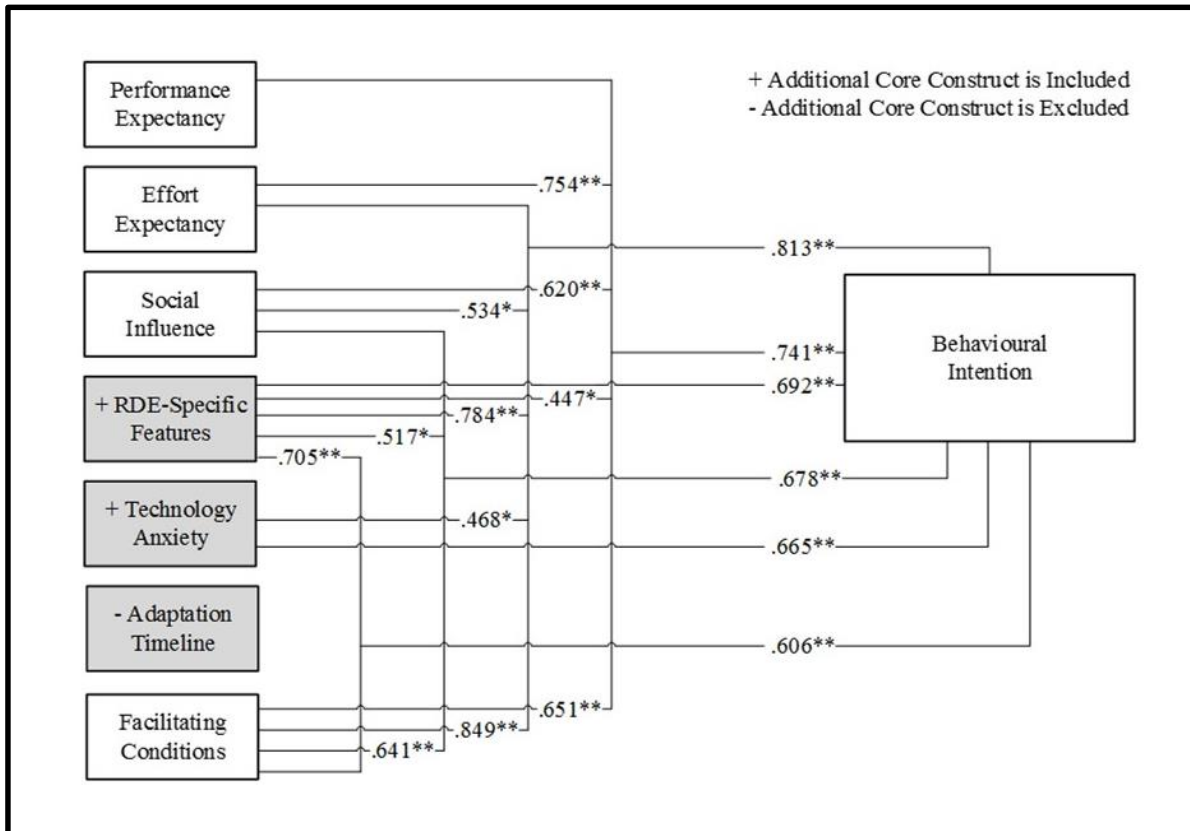 Performance
Expectancy
+ Additional Core Construct is Included
- Additional Core Construct is Excluded
Effort
Expectancy
.754**
.813**
Social
Influence
.620**
.534*
Behavioural
Intention
.741**
.692**
+ RDE-Specific
Features
.447*
.784**
.517*
.705**
.678**
+ Technology
Anxiety
.468*
.665**
- Adaptation
Timeline
.606**
Facilitating
Conditions
.651**
.849**
.641**